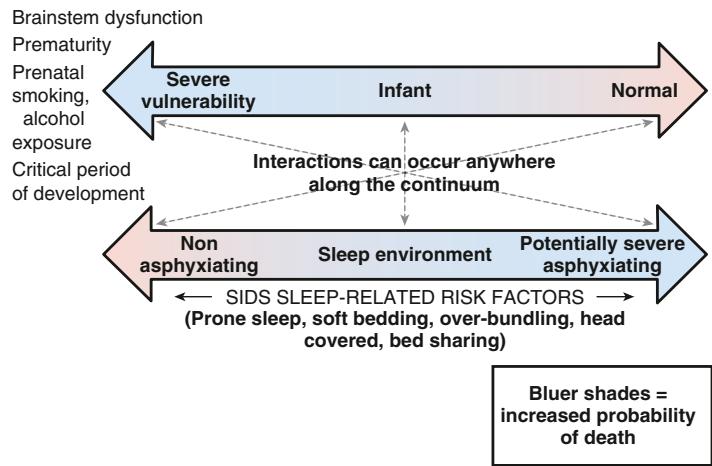 Brainstem dysfunction
Prematurity
Prenatal
smoking,
alcohol
exposure
Critical period
of development
Severe
vulnerability
Infant
Normal
Interactions can occur anywhere
along the continuum
Non
asphyxiating
Sleep environment
Potentially severe
asphyxiating
SIDS SLEEP-RELATED RISK FACTORS
(Prone sleep, soft bedding, over-bundling, head
covered, bed sharing)
Bluer shades =
increased probability
of death